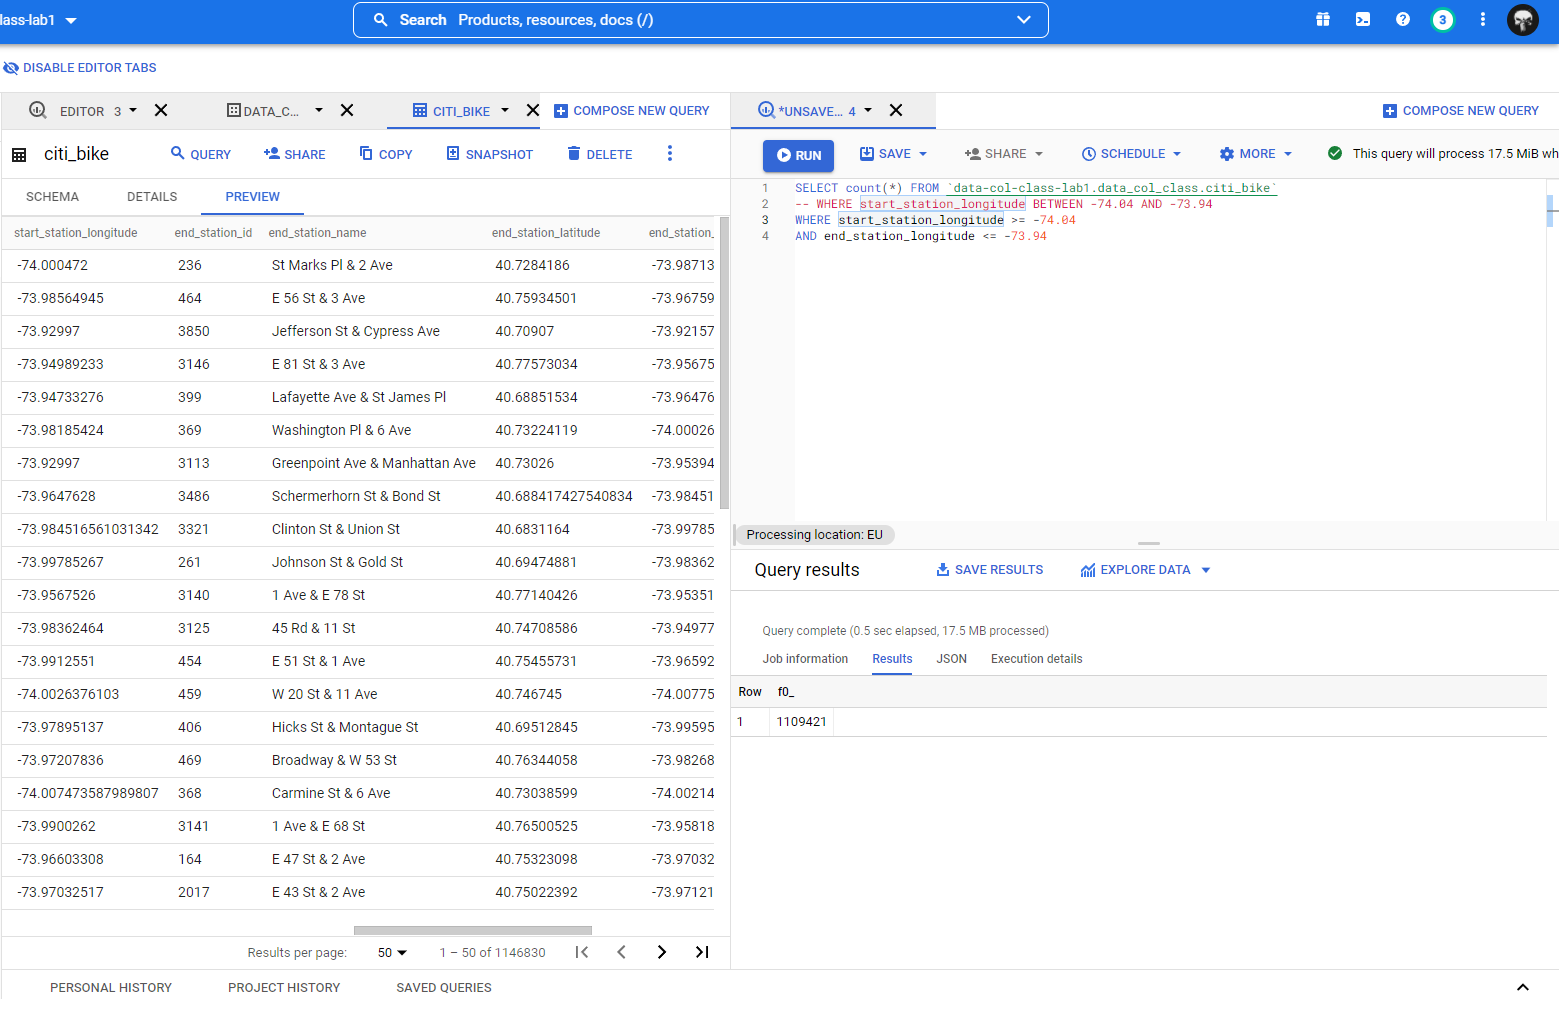 lass-lab1
Search Products, resources, docs (/)
3
DISABLE EDITOR TABS
EDITOR 3
DATA_C...
CITI_BIKE
COMPOSE NEW QUERY
*UNSAVE... 4
COMPOSE NEW QUERY
citi_bike
QUERY
SHARE
COPY
SNAPSHOT
DELETE
RUN
SAVE
SHARE
SCHEDULE
MORE
This query will process 17.5 MiB wh
SCHEMA DETAILS PREVIEW
1 SELECT count(*) FROM `data-col-class-lab1.data_col_class.citi_bike`
2 -- WHERE start_station_longitude BETWEEN -74.04 AND -73.94
3 WHERE start_station_longitude >= -74.04
4 AND end_station_longitude <= -73.94
start_station_longitude end_station_id end_station_name end_station_latitude end_station_
-74.000472 236 St Marks Pl & 2 Ave 40.7284186 -73.98713
-73.98564945 464 E 56 St & 3 Ave 40.75934501 -73.96759
-73.92997 3850 Jefferson St & Cypress Ave 40.70907 -73.92157
-73.94989233 3146 E 81 St & 3 Ave 40.77573034 -73.95675
-73.94733276 399 Lafayette Ave & St James Pl 40.68851534 -73.96476
-73.98185424 369 Washington Pl & 6 Ave 40.73224119 -74.00026
-73.92997 3113 Greenpoint Ave & Manhattan Ave 40.73026 -73.95394
-73.9647628 3486 Schermerhorn St & Bond St 40.688417427540834 -73.98451
-73.984516561031342 3321 Clinton St & Union St 40.6831164 -73.99785
-73.99785267 261 Johnson St & Gold St 40.69474881 -73.98362
-73.9567526 3140 1 Ave & E 78 St 40.77140426 -73.95351
-73.98362464 3125 45 Rd & 11 St 40.74708586 -73.94977
-73.9912551 454 E 51 St & 1 Ave 40.75455731 -73.96592
-74.0026376103 459 W 20 St & 11 Ave 40.746745 -74.00775
-73.97895137 406 Hicks St & Montague St 40.69512845 -73.99595
-73.97207836 469 Broadway & W 53 St 40.76344058 -73.98268
-74.007473587989807 368 Carmine St & 6 Ave 40.73038599 -74.00214
-73.9900262 3141 1 Ave & E 68 St 40.76500525 -73.95818
-73.96603308 164 E 47 St & 2 Ave 40.75323098 -73.97032
-73.97032517 2017 E 43 St & 2 Ave 40.75022392 -73.97121
Results per page: 50 1 – 50 of 1146830
Processing location: EU
Query results
SAVE RESULTS
EXPLORE DATA
Query complete (0.5 sec elapsed, 17.5 MB processed)
Job information Results JSON Execution details
Row f0_
1 1109421
PERSONAL HISTORY PROJECT HISTORY SAVED QUERIES